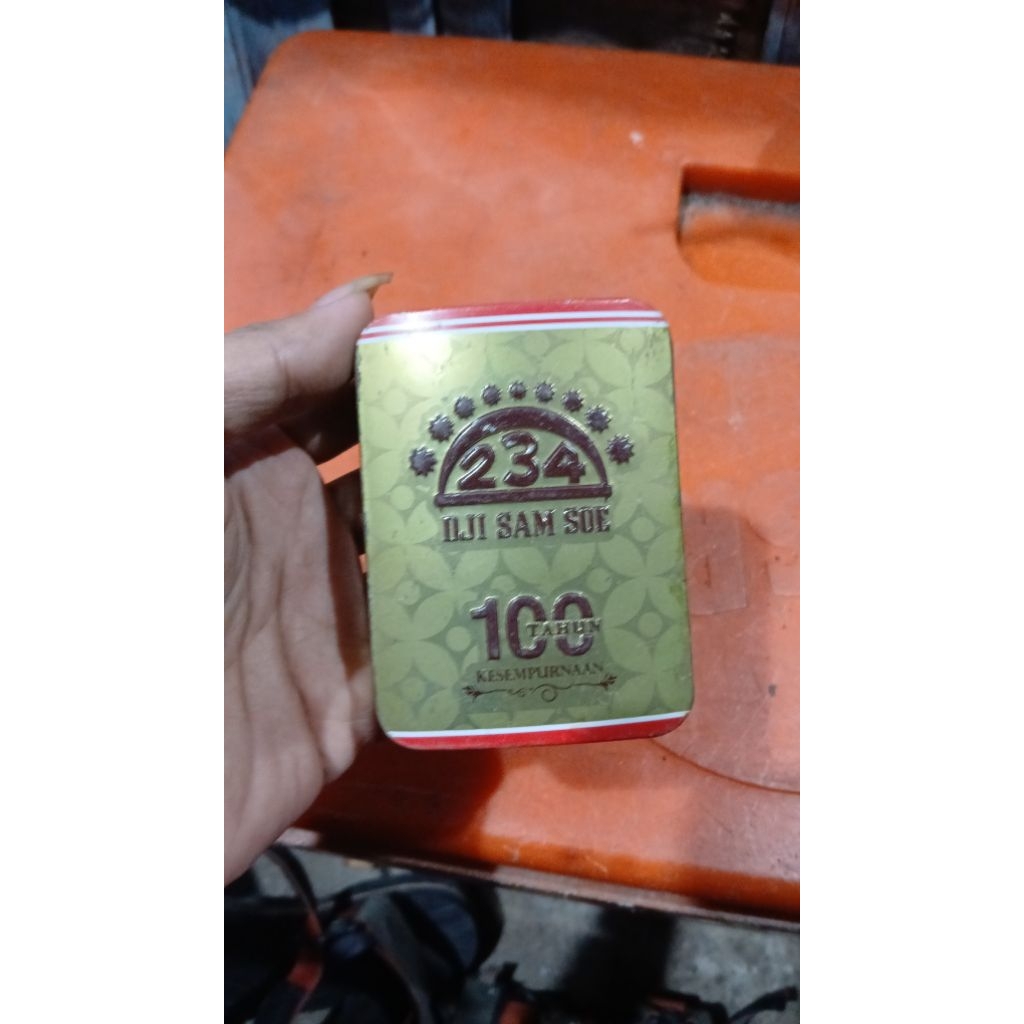 234
DJI SAM SOE
100
TAHUN
KESEMPURNAAN